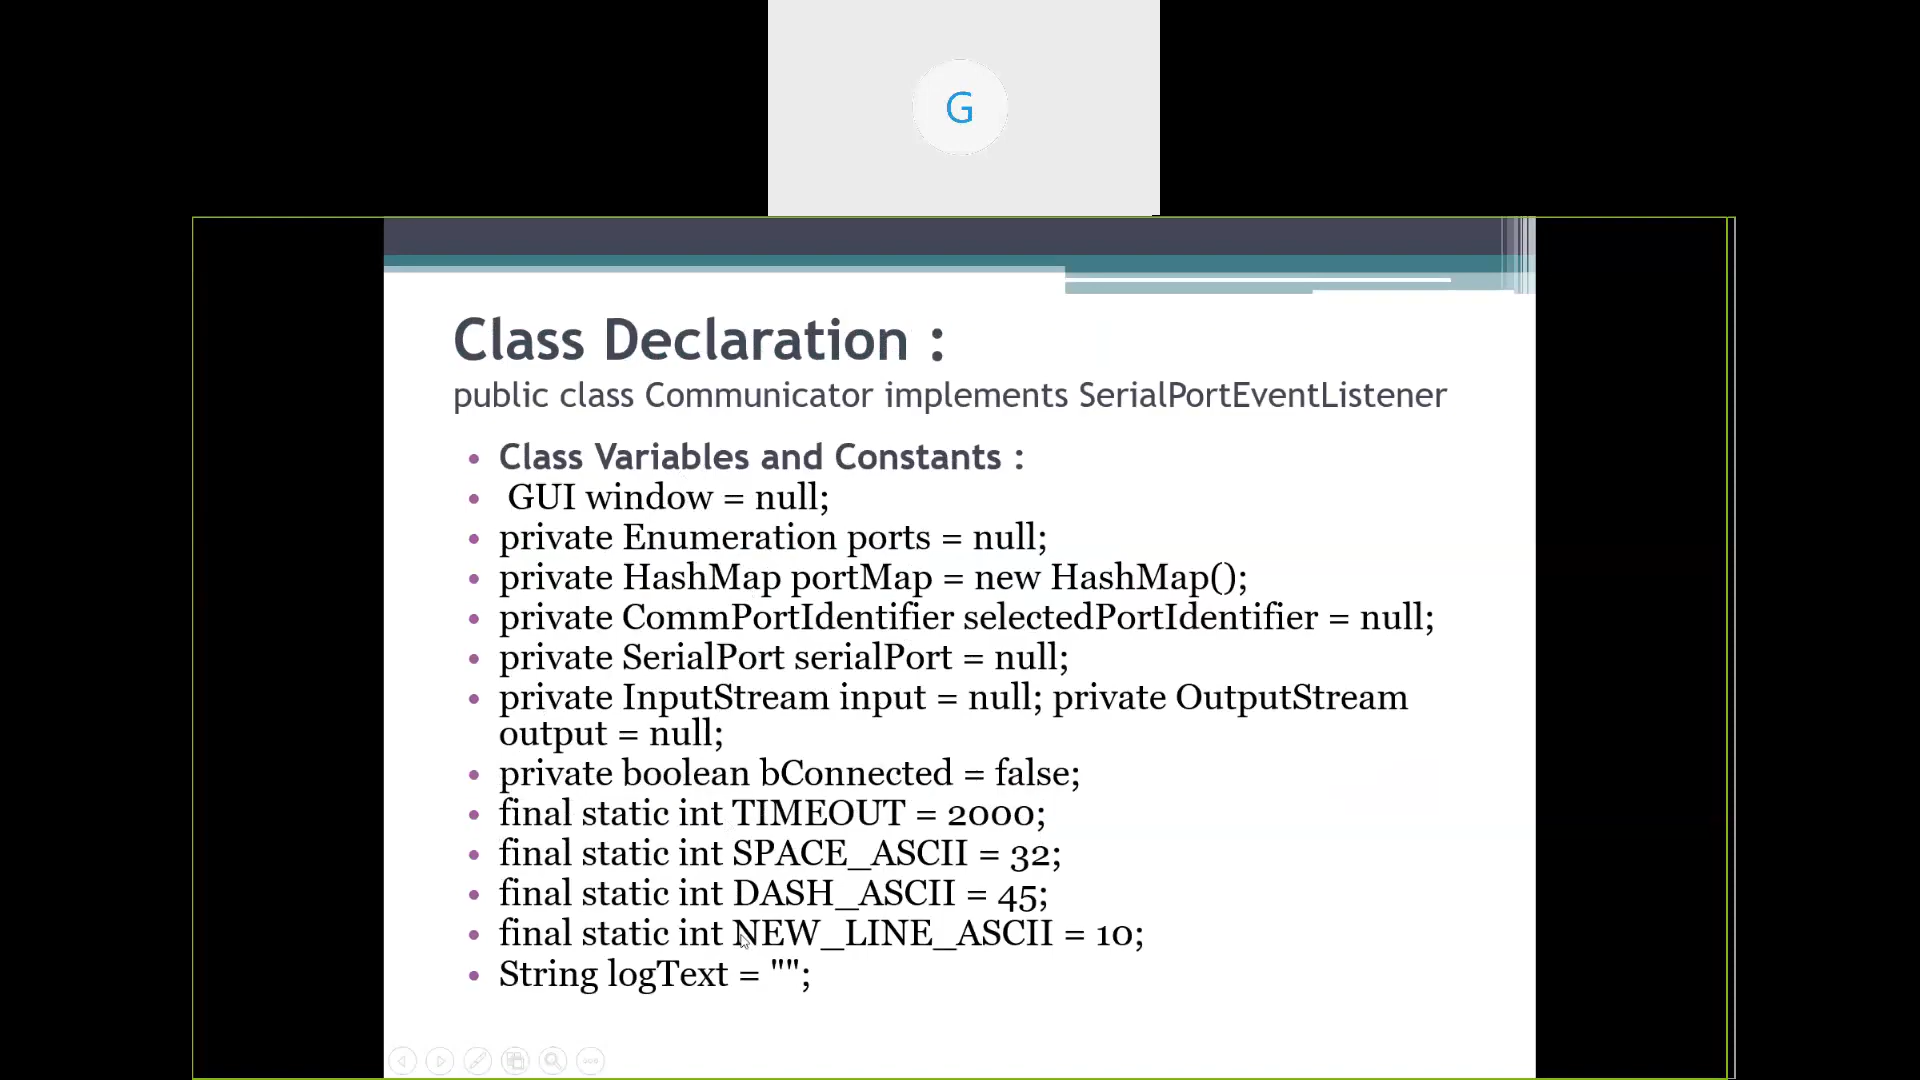 G
Class Declaration :
public class Communicator implements SerialPortEventListener
• Class Variables and Constants :
• GUI window = null;
• private Enumeration ports = null;
• private HashMap portMap = new HashMap();
• private CommPortIdentifier selectedPortIdentifier = null;
• private SerialPort serialPort = null;
• private InputStream input = null; private OutputStream
output = null;
• private boolean bConnected = false;
• final static int TIMEOUT = 2000;
• final static int SPACE_ASCII = 32;
• final static int DASH_ASCII = 45;
• final static int NEW_LINE_ASCII = 10;
• String logText = "";